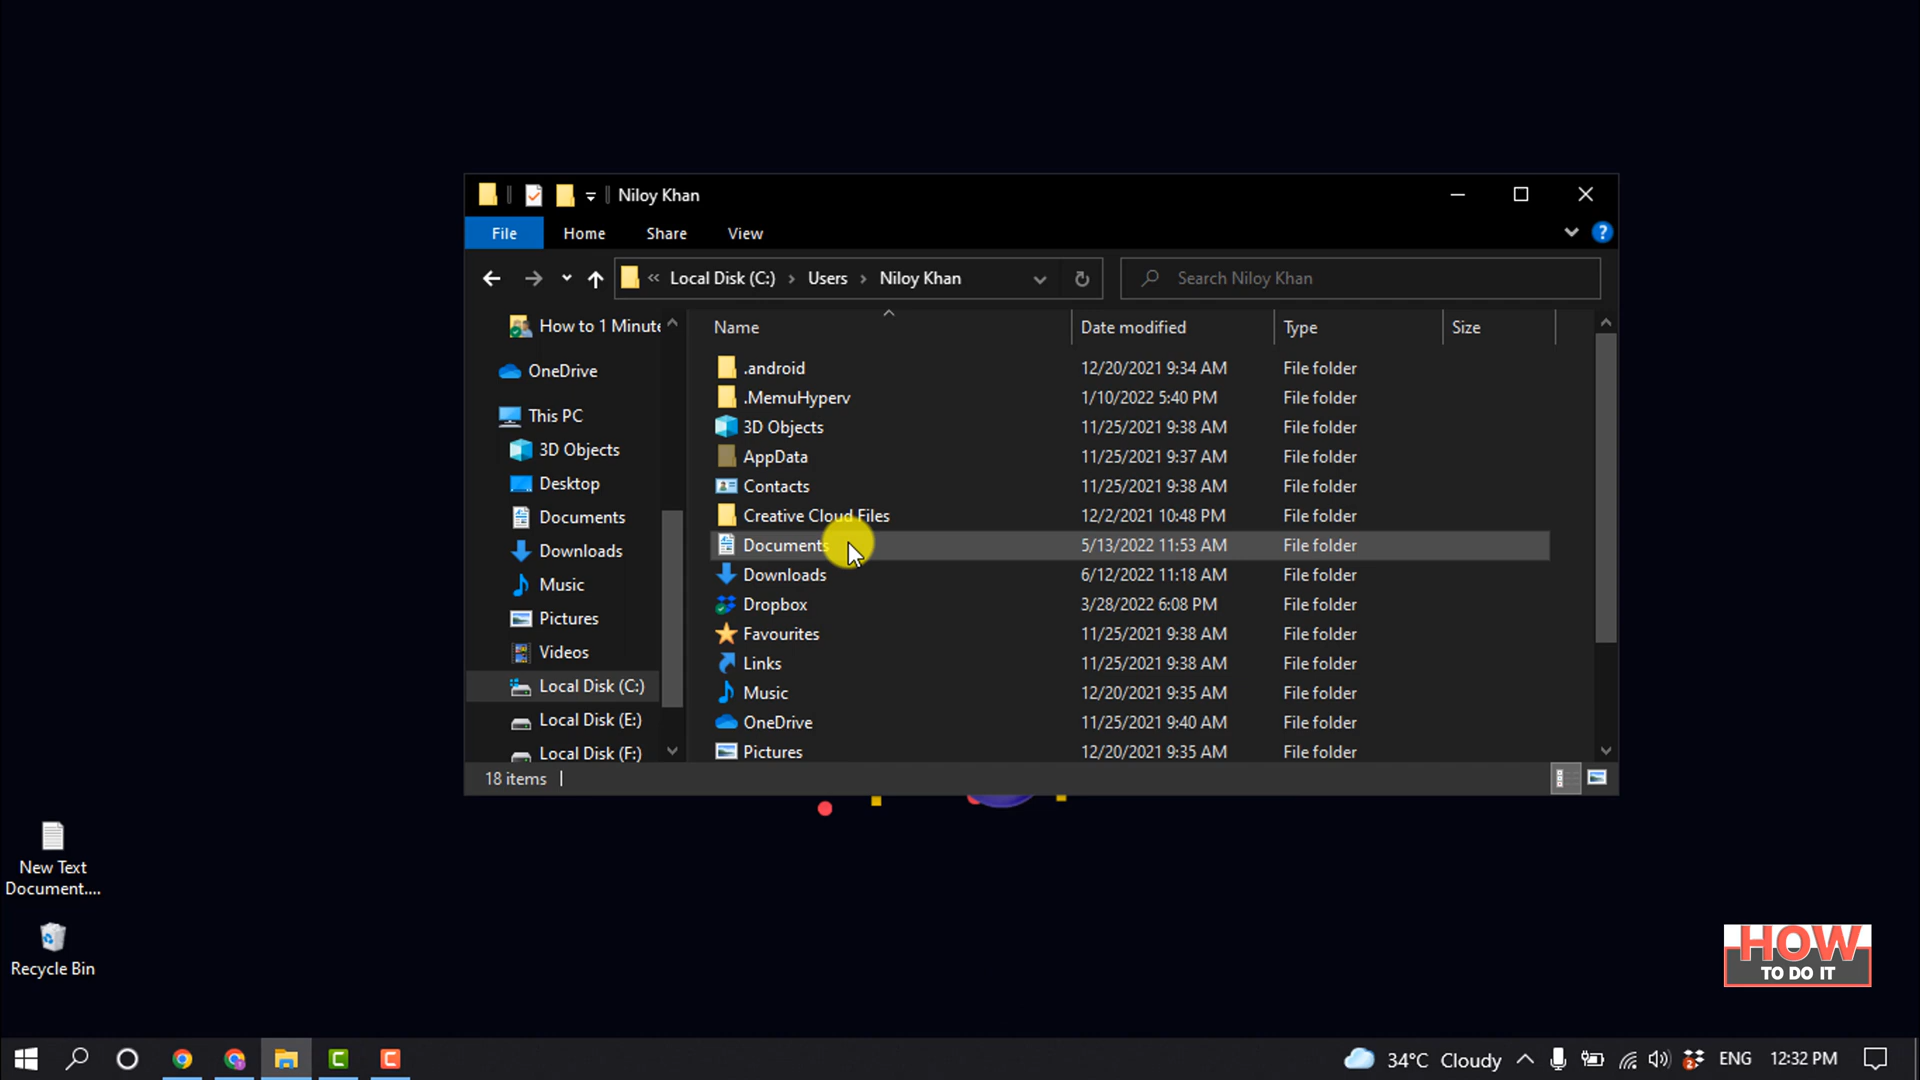 Niloy Khan
File Home Share View
« Local Disk (C:) › Users › Niloy Khan
Search Niloy Khan
How to 1 Minute
OneDrive
This PC
3D Objects
Desktop
Documents
Downloads
Music
Pictures
Videos
Local Disk (C:)
Local Disk (E:)
Local Disk (F:)
Name Date modified Type Size
.android 12/20/2021 9:34 AM File folder
.MemuHyperv 1/10/2022 5:40 PM File folder
3D Objects 11/25/2021 9:38 AM File folder
AppData 11/25/2021 9:37 AM File folder
Contacts 11/25/2021 9:38 AM File folder
Creative Cloud Files 12/2/2021 10:48 PM File folder
Documents 5/13/2022 11:53 AM File folder
Downloads 6/12/2022 11:18 AM File folder
Dropbox 3/28/2022 6:08 PM File folder
Favourites 11/25/2021 9:38 AM File folder
Links 11/25/2021 9:38 AM File folder
Music 12/20/2021 9:35 AM File folder
OneDrive 11/25/2021 9:40 AM File folder
Pictures 12/20/2021 9:35 AM File folder
18 items
New Text
Document....
Recycle Bin
HOW
TO DO IT
34°C Cloudy ENG 12:32 PM